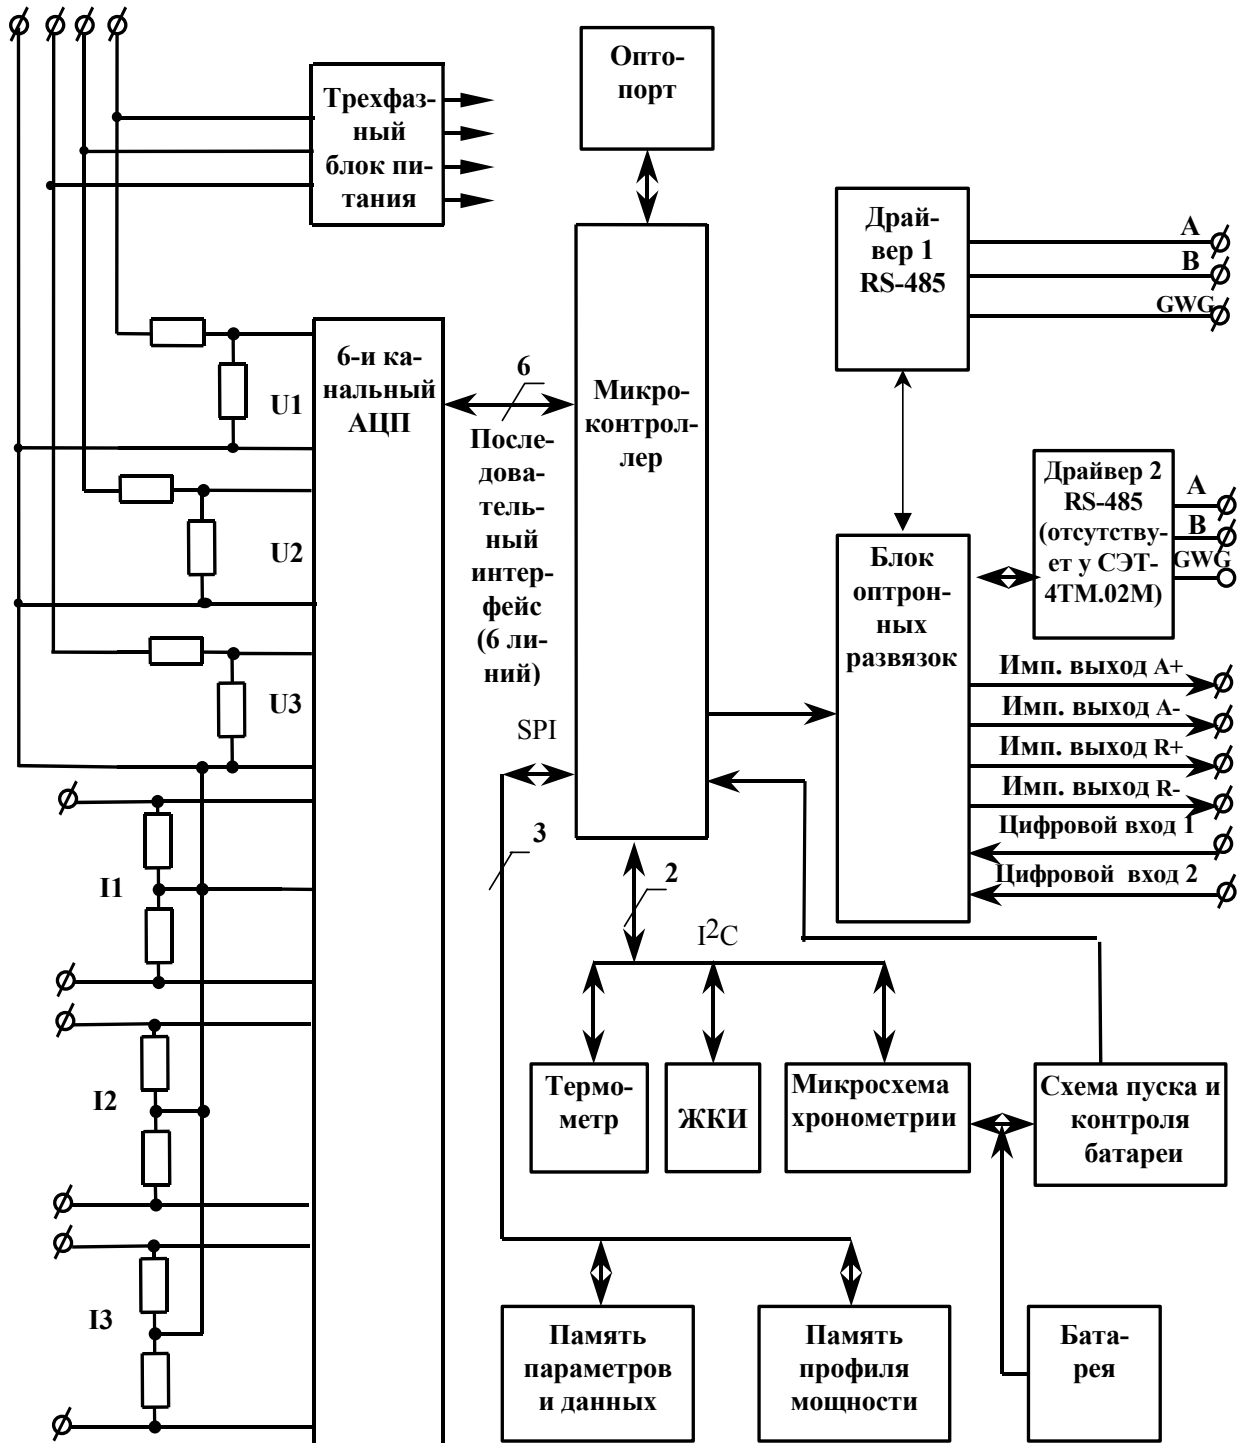 Опто-
порт
Трехфаз-
ный
блок пи-
тания
Драй-
вер 1
RS-485
A
B
GWG
6-и ка-
нальный
АЦП
6
Микро-
контрол-
лер
U1
После-
дова-
тель-
ный
интер-
фейс
(6 ли-
ний)
Драйвер 2
RS-485
(отсутству-
ет у СЭТ-
4ТМ.02М)
A
B
GWG
U2
Блок
оптрон-
ных
развязок
U3
Имп. выход А+
Имп. выход А-
Имп. выход R+
Имп. выход R-
Цифровой вход 1
Цифровой вход 2
SPI
3
2
I1
I²C
Термо-
метр
ЖКИ
Микросхема
хронометрии
Схема пуска и
контроля
батареи
I2
I3
Память
параметров
и данных
Память
профиля
мощности
Бата-
рея